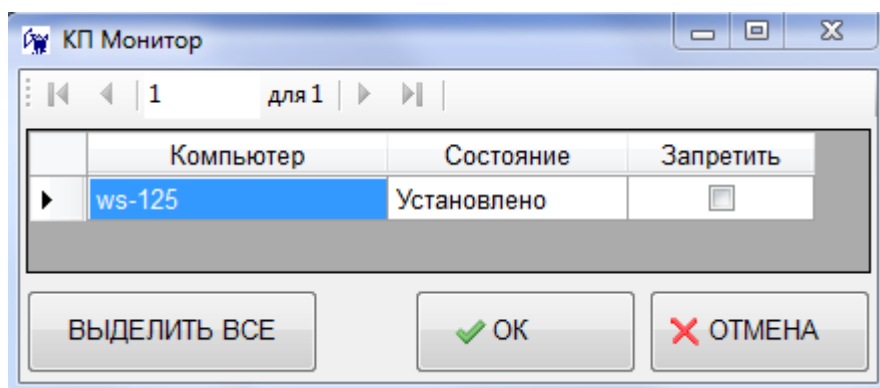 КП Монитор
1 для 1
Компьютер Состояние Запретить
ws-125 Установлено
ВЫДЕЛИТЬ ВСЕ ОК ОТМЕНА